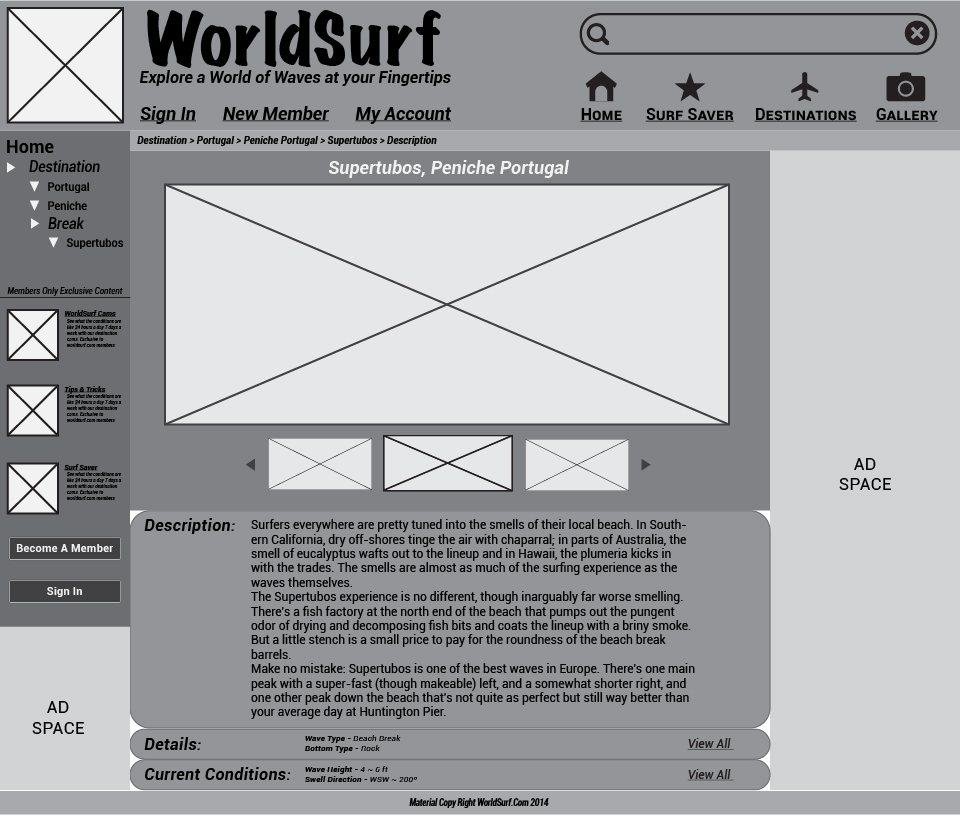 WorldSurf
Explore a World of Waves at your Fingertips
Sign In New Member My Account
Home Surf Saver Destinations Gallery
Destination > Portugal > Peniche Portugal > Supertubos > Description
Home
Destination
Portugal
Peniche
Break
Supertubos
Members Only Exclusive Content
WorldSurf Cams
See what the conditions are
like 24 hours a day 7 days a
week with our destination
cams. Exclusive to
worldsurf.com members
Tips & Tricks
See what the conditions are
like 24 hours a day 7 days a
week with our destination
cams. Exclusive to
worldsurf.com members
Surf Saver
See what the conditions are
like 24 hours a day 7 days a
week with our destination
cams. Exclusive to
worldsurf.com members
Become A Member
Sign In
AD
SPACE
Supertubos, Peniche Portugal
Description:
Surfers everywhere are pretty tuned into the smells of their local beach. In South-
ern California, dry off-shores tinge the air with chaparral; in parts of Australia, the
smell of eucalyptus wafts out to the lineup and in Hawaii, the plumeria kicks in
with the trades. The smells are almost as much of the surfing experience as the
waves themselves.
The Supertubos experience is no different, though inarguably far worse smelling.
There's a fish factory at the north end of the beach that pumps out the pungent
odor of drying and decomposing fish bits and coats the lineup with a briny smoke.
But a little stench is a small price to pay for the roundness of the beach break
barrels.
Make no mistake: Supertubos is one of the best waves in Europe. There's one main
peak with a super-fast (though makeable) left, and a somewhat shorter right, and
one other peak down the beach that's not quite as perfect but still way better than
your average day at Huntington Pier.
Details:
Wave Type - Beach Break
Bottom Type - Rock
View All
Current Conditions:
Wave Height - 4 ~ 6 ft
Swell Direction - WSW ~ 200º
View All
AD
SPACE
Material Copy Right WorldSurf.Com 2014